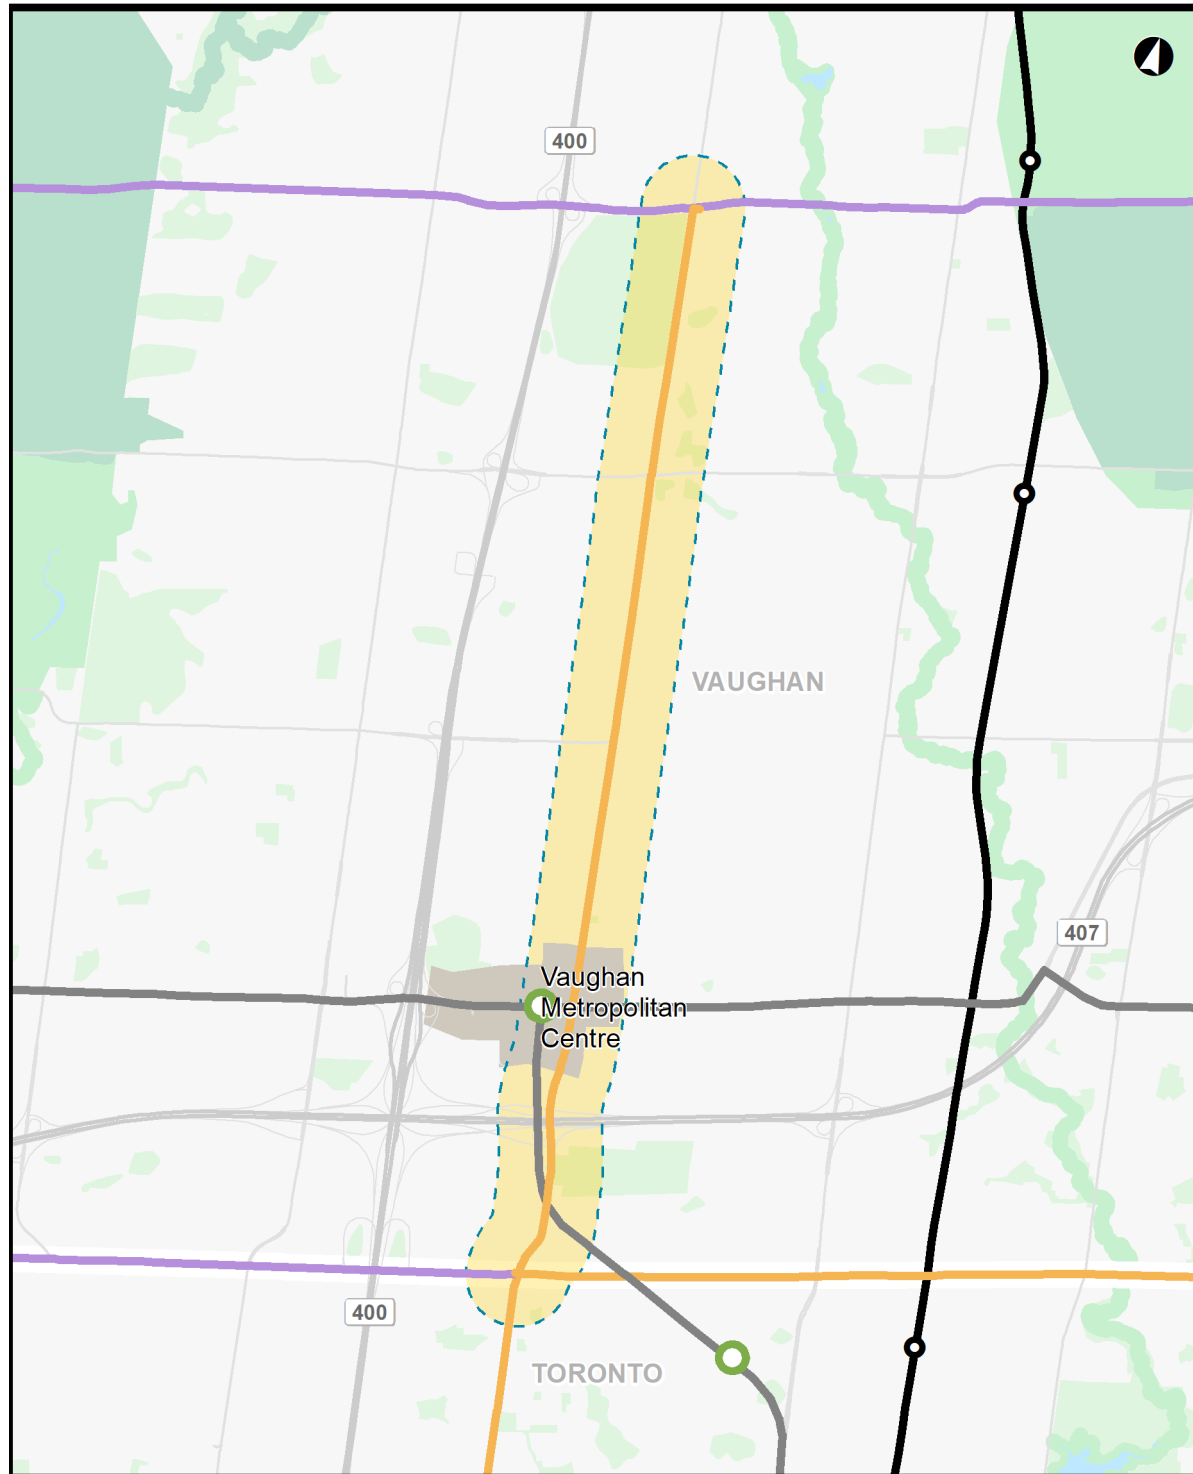 400
VAUGHAN
407
Vaughan
Metropolitan
Centre
400
TORONTO